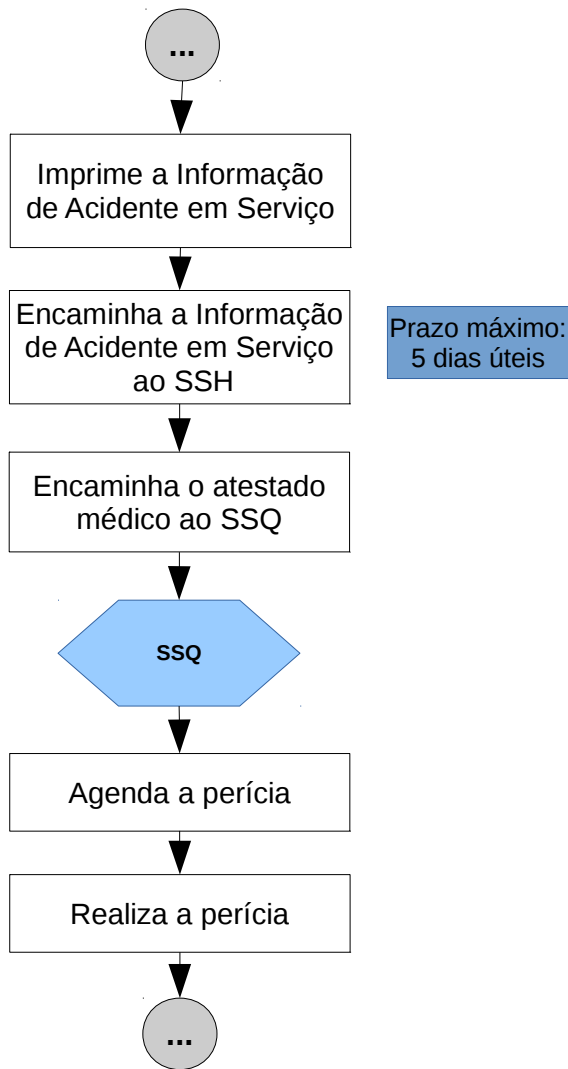 ...
Imprime a Informação
de Acidente em Serviço
Encaminha a Informação
de Acidente em Serviço
ao SSH
Prazo máximo:
5 dias úteis
Encaminha o atestado
médico ao SSQ
SSQ
Agenda a perícia
Realiza a perícia
...